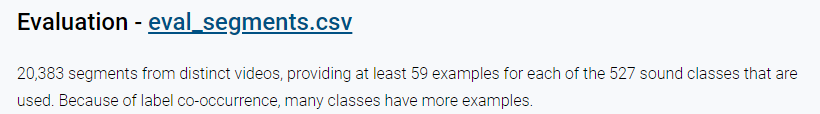 Evaluation - eval_segments.csv
20,383 segments from distinct videos, providing at least 59 examples for each of the 527 sound classes that are
used. Because of label co-occurrence, many classes have more examples.